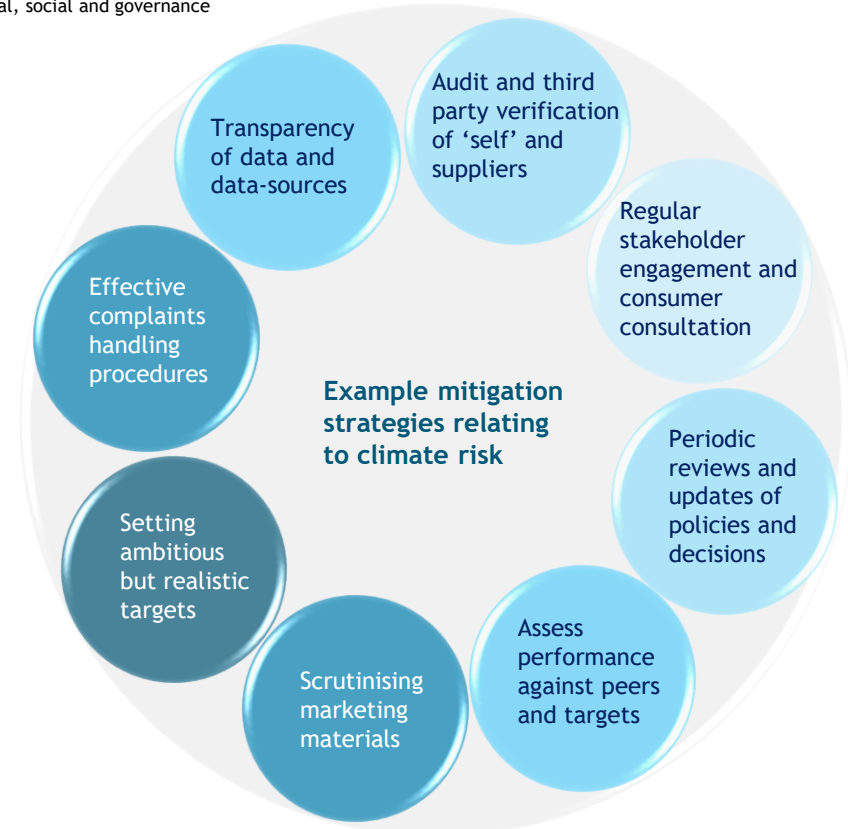 al, social and governance
Audit and third
party verification
of ‘self’ and
suppliers
Regular
stakeholder
engagement and
consumer
consultation
Periodic
reviews and
updates of
policies and
decisions
Assess
performance
against peers
and targets
Scrutinising
marketing
materials
Setting
ambitious
but realistic
targets
Effective
complaints
handling
procedures
Transparency
of data and
data-sources
Example mitigation
strategies relating
to climate risk